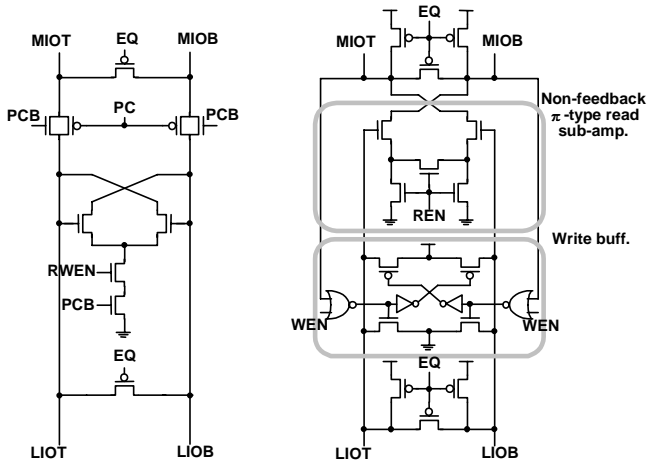 MIOT
EQ
MIOB
PCB
PC
PCB
RWEN
PCB
EQ
LIOT
LIOB
EQ
MIOT
MIOB
Non-feedback
π-type read
sub-amp.
REN
Write buff.
WEN
WEN
EQ
LIOT
LIOB